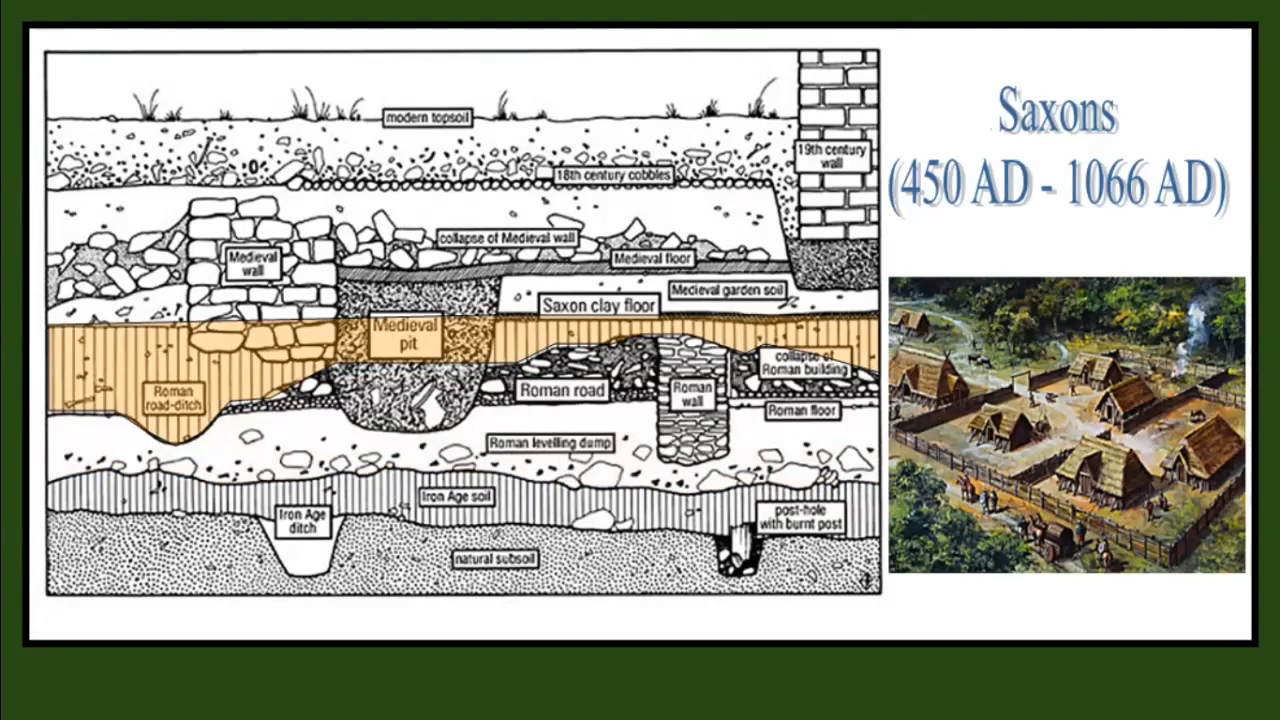 Saxons
(450 AD - 1066 AD)
modern topsoil
19th century
wall
18th century cobbles
collapse of Medieval wall
Medieval
wall
Medieval floor
Medieval garden soil
Saxon clay floor
Medieval
pit
collapse of
Roman building
Roman
road-ditch
Roman road
Roman
wall
Roman floor
Roman levelling dump
Iron Age soil
Iron Age
ditch
post-hole
with burnt post
natural subsoil